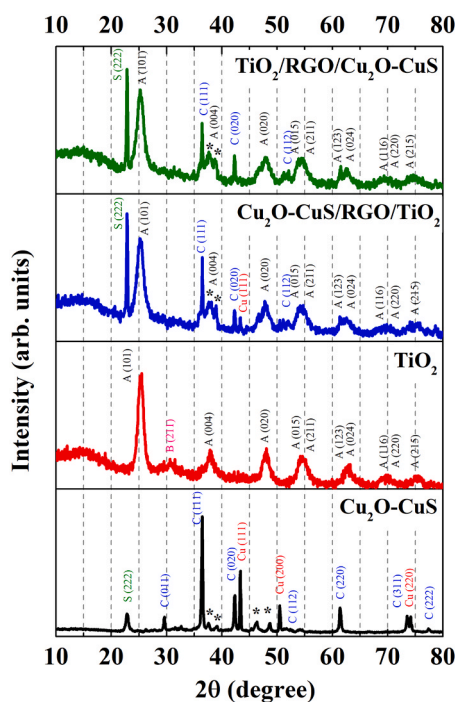 10 20 30 40 50 60 70 80
TiO₂/RGO/Cu₂O-CuS
S (222)
A (101)
C (111)
*
A (004)
*
C (020)
A (020)
C (112)
A (015)
A (211)
A (123)
A (024)
A (116)
A (220)
A (215)
Cu₂O-CuS/RGO/TiO₂
S (222)
A (101)
C (111)
*
A (004)
*
C (020)
Cu (111)
A (020)
C (112)
A (015)
A (211)
A (123)
A (024)
A (116)
A (220)
A (215)
TiO₂
A (101)
B (211)
A (004)
A (020)
A (015)
A (211)
A (123)
A (024)
A (116)
A (220)
A (215)
Cu₂O-CuS
S (222)
C (011)
C (111)
*
*
C (020)
Cu (111)
*
*
Cu (200)
C (112)
C (220)
C (311)
Cu (220)
C (222)
10 20 30 40 50 60 70 80
2θ (degree)
Intensity (arb. units)